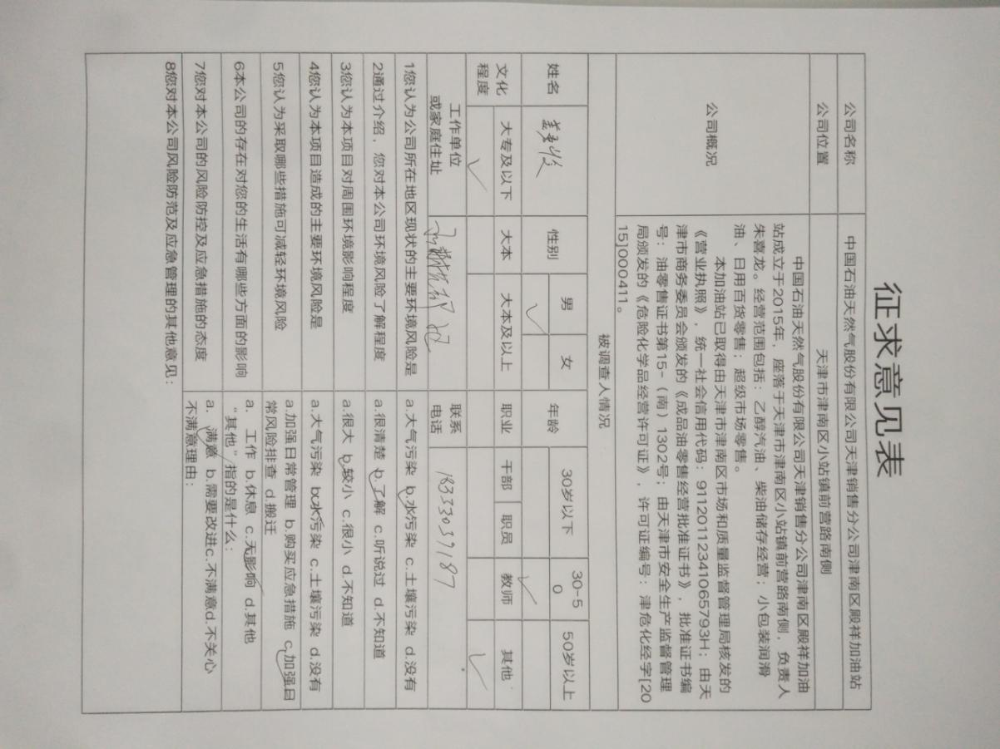 征求意见表
公司名称 中国石油天然气股份有限公司天津销售分公司津南区殿祥加油站
公司位置 天津市津南区小站镇前营路南侧
公司概况
中国石油天然气股份有限公司天津销售分公司津南区殿祥加油
站成立于2015年，座落于天津市津南区小站镇前营路南侧，负责人
朱喜龙。经营范围包括：乙醇汽油、柴油储存经营；小包装润滑
油、日用百货零售；超级市场零售。
本加油站已取得由天津市津南区市场和质量监督管理局核发的
《营业执照》，统一社会信用代码：91120112341065793H；由天
津市商务委员会颁发的《成品油零售经营批准证书》，批准证书编
号：油零售证书第15-（南）1302号；由天津市安全生产监督管理
局颁发的《危险化学品经营许可证》，许可证编号：津危化经字[20
15]000411。
被调查人情况
姓名 性别 男 女 年龄 30岁以下 30-5
0 50岁以上
文化
程度 大专及以下 大本 大本及以上 职业 干部 职员 教师 其他
工作单位
或家庭住址 联系
电话 18333039187
1您认为公司所在地区现状的主要环境风险是 a.大气污染 b.水污染 c.土壤污染 d.没有
2通过介绍，您对本公司环境风险了解程度 a.很清楚 b.了解 c.听说过 d.不知道
3您认为本项目对周围环境影响程度 a.很大 b.较小 c.很小 d.不知道
4您认为本项目造成的主要环境风险是 a.大气污染 b.水污染 c.土壤污染 d.没有
5您认为采取哪些措施可减轻环境风险 a.加强日常管理 b.购买应急措施 c.加强日
常风险排查 d.搬迁
6本公司的存在对您的生活有哪些方面的影响 a. 工作 b.休息 c.无影响 d.其他
“其他”指的是什么：
7您对本公司的风险防控及应急措施的态度 a. 满意 b.需要改进c.不满意d.不关心
不满意理由：
8您对本公司风险防范及应急管理的其他意见：